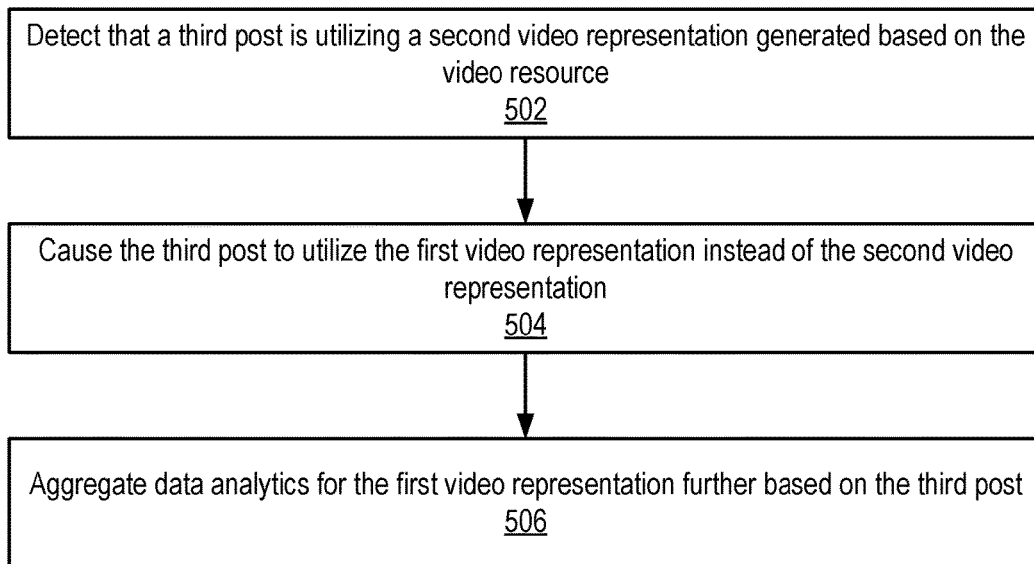 Detect that a third post is utilizing a second video representation generated based on the
video resource
502
Cause the third post to utilize the first video representation instead of the second video
representation
504
Aggregate data analytics for the first video representation further based on the third post
506